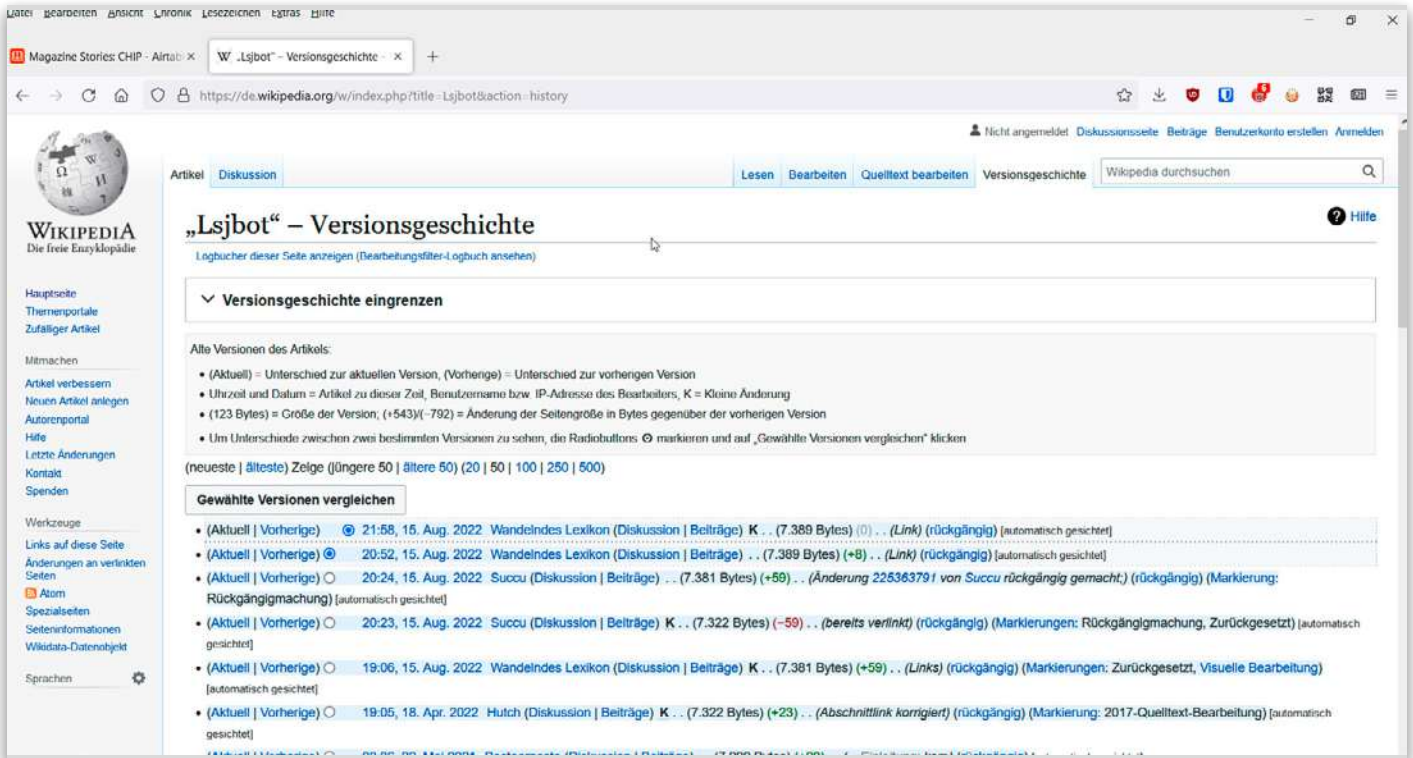 Datei Bearbeiten Ansicht Chronik Lesezeichen Extras Hilfe
Magazine Stories: CHIP - Airtab
W „Lsjbot“ – Versionsgeschichte –
https://de.wikipedia.org/w/index.php?title=Lsjbot&action=history
Nicht angemeldet Diskussionsseite Beiträge Benutzerkonto erstellen Anmelden
Artikel Diskussion Lesen Bearbeiten Quelltext bearbeiten Versionsgeschichte Wikipedia durchsuchen
WIKIPEDIA
Die freie Enzyklopädie
Hauptseite
Themenportale
Zufälliger Artikel
Mitmachen
Artikel verbessern
Neuen Artikel anlegen
Autorenportal
Hilfe
Letzte Änderungen
Kontakt
Spenden
Werkzeuge
Links auf diese Seite
Änderungen an verlinkten
Seiten
Atom
Spezialseiten
Seiteninformationen
Wikidata-Datenobjekt
Sprachen
„Lsjbot“ – Versionsgeschichte
Hilfe
Logbücher dieser Seite anzeigen (Bearbeitungsfilter-Logbuch ansehen)
Versionsgeschichte eingrenzen
Alte Versionen des Artikels:
• (Aktuell) = Unterschied zur aktuellen Version, (Vorherige) = Unterschied zur vorherigen Version
• Uhrzeit und Datum = Artikel zu dieser Zeit, Benutzername bzw. IP-Adresse des Bearbeiters, K = Kleine Änderung
• (123 Bytes) = Größe der Version; (+543)/(−792) = Änderung der Seitengröße in Bytes gegenüber der vorherigen Version
• Um Unterschiede zwischen zwei bestimmten Versionen zu sehen, die Radiobuttons markieren und auf „Gewählte Versionen vergleichen“ klicken
(neueste | älteste) Zeige (jüngere 50 | ältere 50) (20 | 50 | 100 | 250 | 500)
Gewählte Versionen vergleichen
• (Aktuell | Vorherige) 21:58, 15. Aug. 2022 Wandelndes Lexikon (Diskussion | Beiträge) K . . (7.389 Bytes) (0) . . (Link) (rückgängig) [automatisch gesichtet]
• (Aktuell | Vorherige) 20:52, 15. Aug. 2022 Wandelndes Lexikon (Diskussion | Beiträge) . . (7.389 Bytes) (+8) . . (Link) (rückgängig) [automatisch gesichtet]
• (Aktuell | Vorherige) 20:24, 15. Aug. 2022 Succu (Diskussion | Beiträge) . . (7.381 Bytes) (+59) . . (Änderung 225363791 von Succu rückgängig gemacht;) (rückgängig) (Markierung:
Rückgängigmachung) [automatisch gesichtet]
• (Aktuell | Vorherige) 20:23, 15. Aug. 2022 Succu (Diskussion | Beiträge) K . . (7.322 Bytes) (−59) . . (bereits verlinkt) (rückgängig) (Markierungen: Rückgängigmachung, Zurückgesetzt) [automatisch
gesichtet]
• (Aktuell | Vorherige) 19:06, 15. Aug. 2022 Wandelndes Lexikon (Diskussion | Beiträge) K . . (7.381 Bytes) (+59) . . (Links) (rückgängig) (Markierungen: Zurückgesetzt, Visuelle Bearbeitung)
[automatisch gesichtet]
• (Aktuell | Vorherige) 19:05, 18. Apr. 2022 Hutch (Diskussion | Beiträge) K . . (7.322 Bytes) (+23) . . (Abschnittlink korrigiert) (rückgängig) (Markierung: 2017-Quelltext-Bearbeitung) [automatisch
gesichtet]